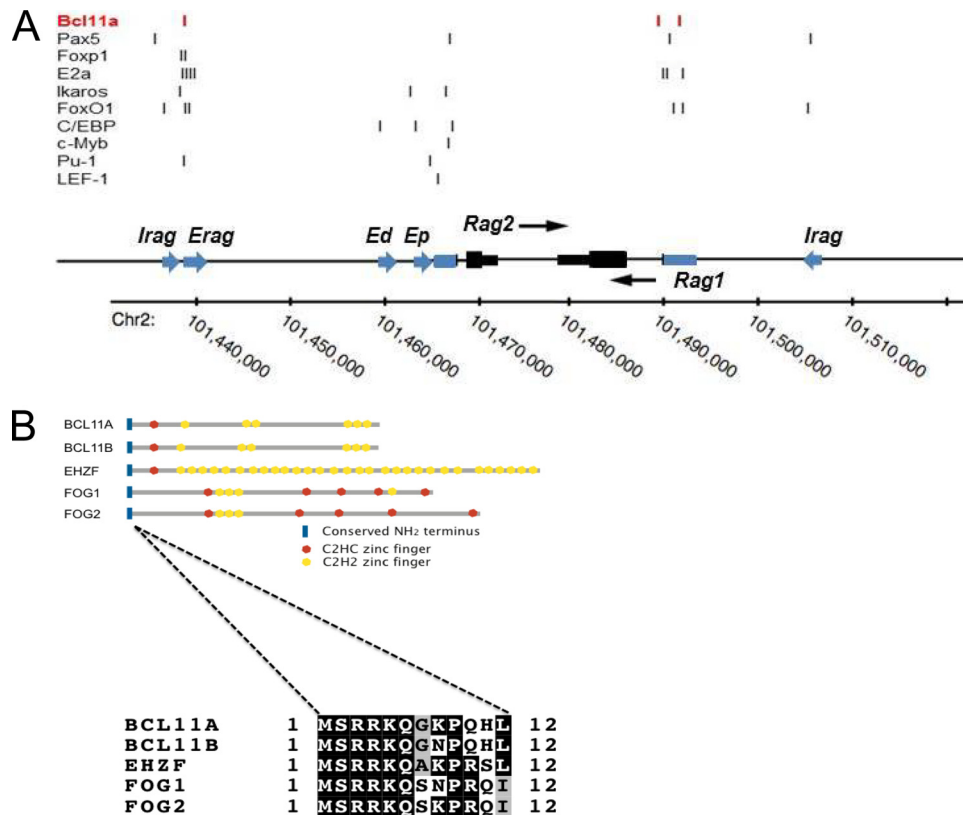 A
Bcl11a
Pax5
Foxp1
E2a
Ikaros
FoxO1
C/EBP
c-Myb
Pu-1
LEF-1
Irag Erag Ed Ep Rag2 Irag
Rag1
Chr2:
101,440,000 101,450,000 101,460,000 101,470,000 101,480,000 101,490,000 101,500,000 101,510,000
B
BCL11A
BCL11B
EHZF
FOG1
FOG2
Conserved NH2 terminus
C2HC zinc finger
C2H2 zinc finger
BCL11A 1 MSRRKQGKPQHL 12
BCL11B 1 MSRRKQGNPQHL 12
EHZF 1 MSRRKQAKPRSL 12
FOG1 1 MSRRKQSNPRQI 12
FOG2 1 MSRRKQSKPRQI 12